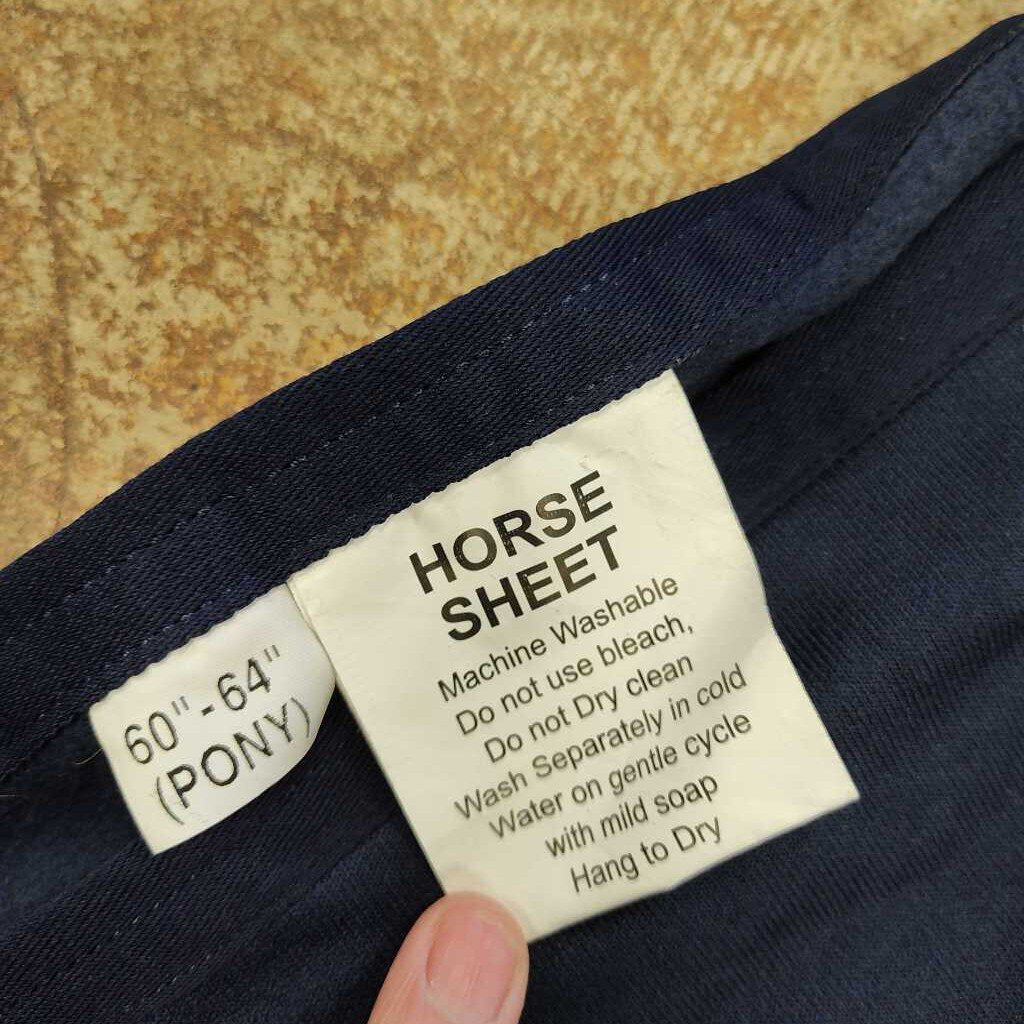 60"-64"
(PONY)
HORSE
SHEET
Machine Washable
Do not use bleach,
Do not Dry clean
Wash Separately in cold
Water on gentle cycle
with mild soap
Hang to Dry